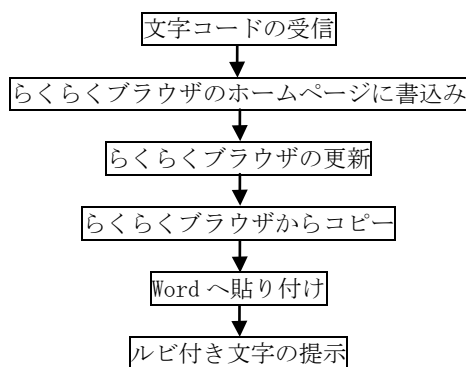 文字コードの受信
らくらくブラウザのホームページに書込み
らくらくブラウザの更新
らくらくブラウザからコピー
Word へ貼り付け
ルビ付き文字の提示